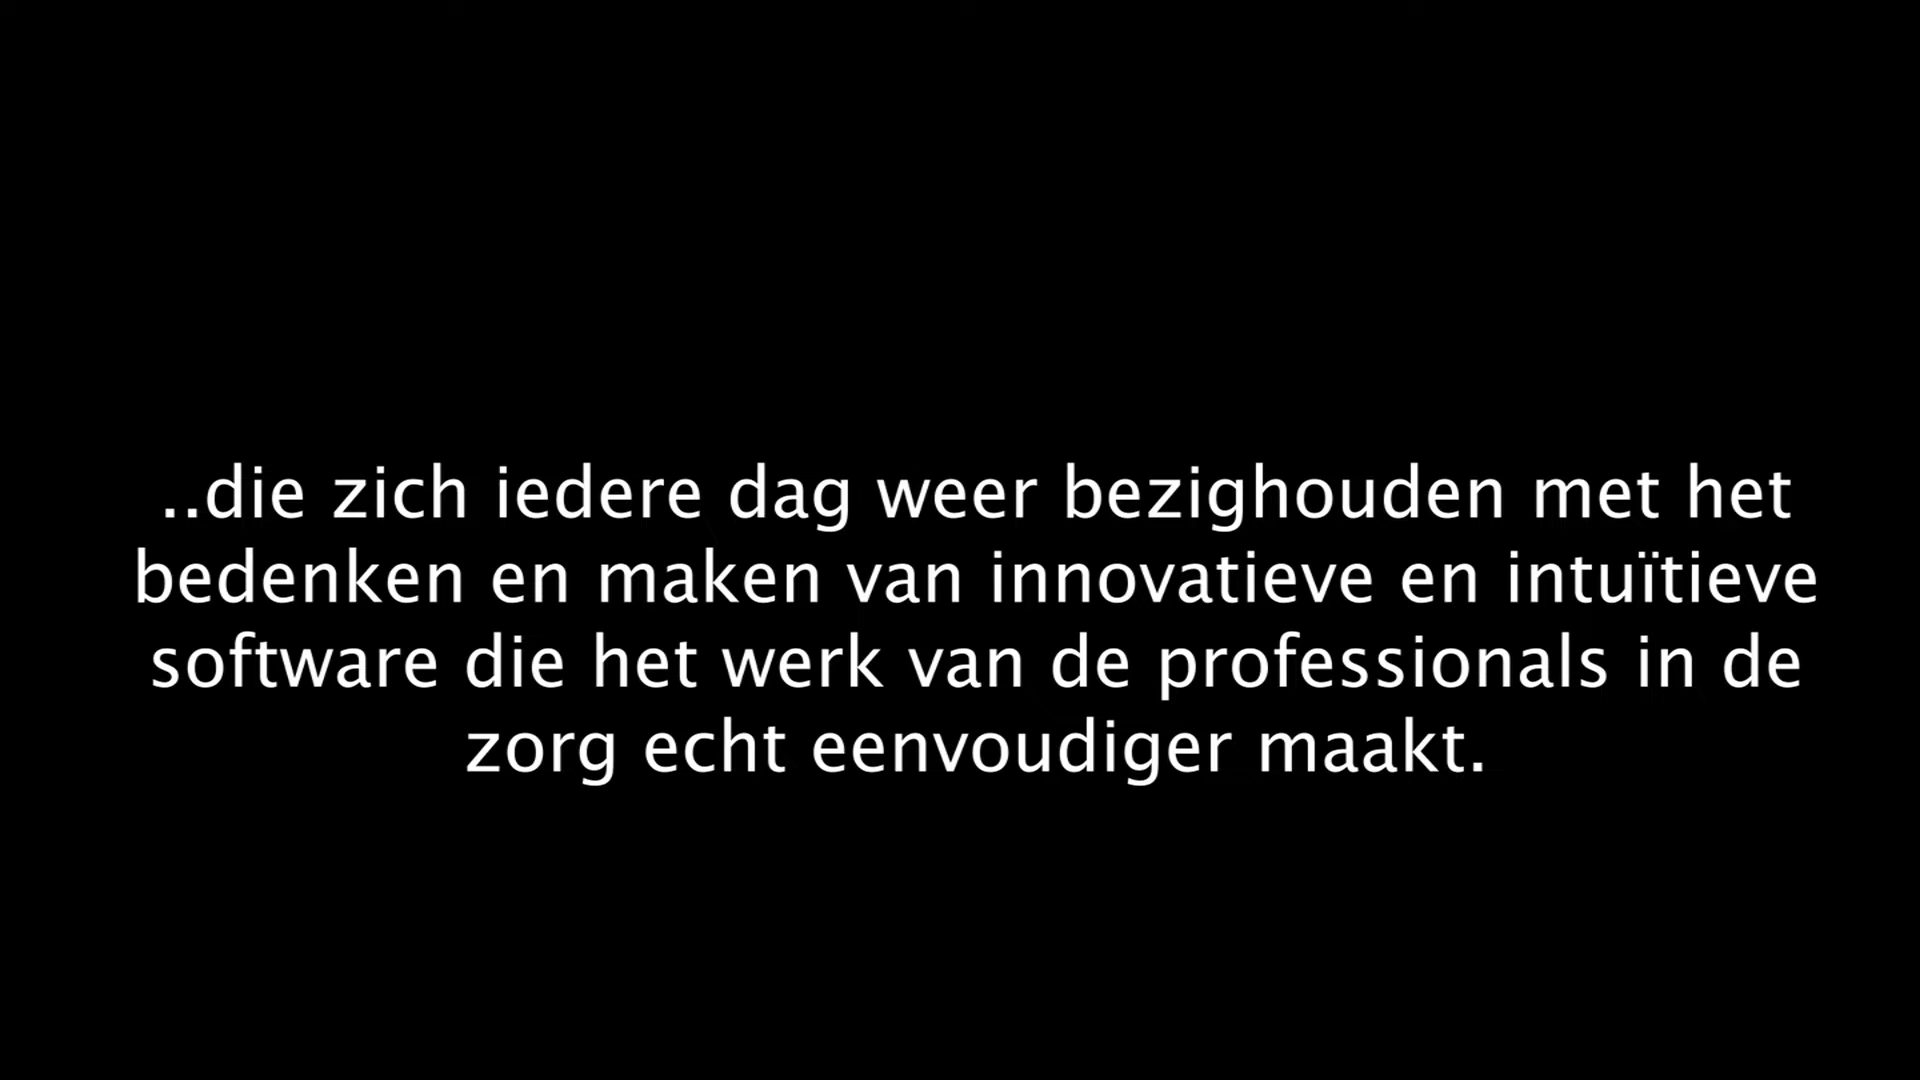 ..die zich iedere dag weer bezighouden met het
bedenken en maken van innovatieve en intuïtieve
software die het werk van de professionals in de
zorg echt eenvoudiger maakt.